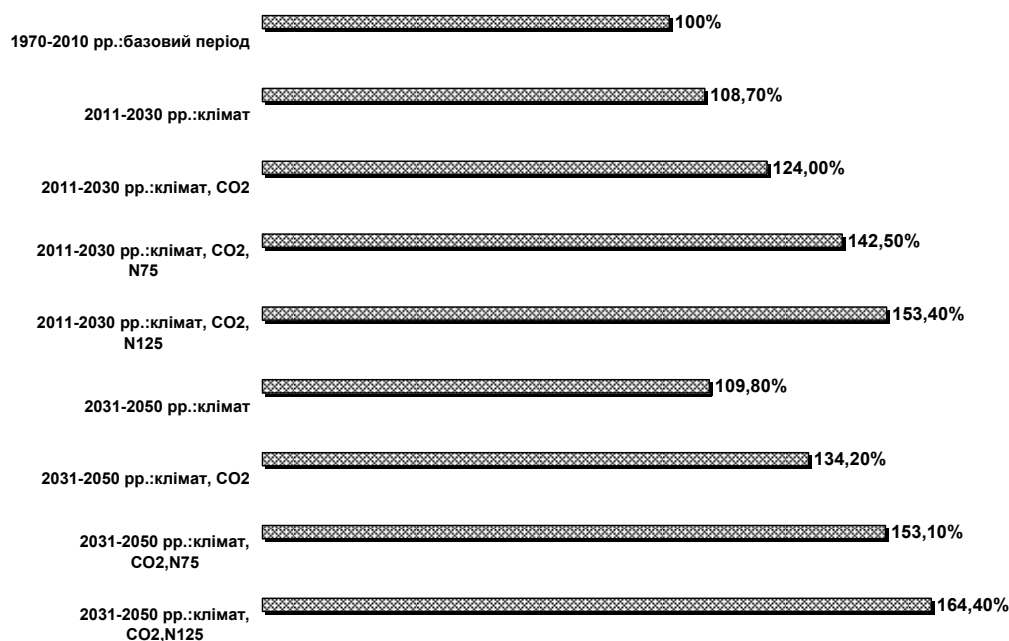 100%
1970-2010 рр.:базовий період
108,70%
2011-2030 рр.:клімат
124,00%
2011-2030 рр.:клімат, СО2
142,50%
2011-2030 рр.:клімат, СО2,
N75
153,40%
2011-2030 рр.:клімат, СО2,
N125
109,80%
2031-2050 рр.:клімат
134,20%
2031-2050 рр.:клімат, СО2
153,10%
2031-2050 рр.:клімат,
СО2,N75
164,40%
2031-2050 рр.:клімат,
СО2,N125